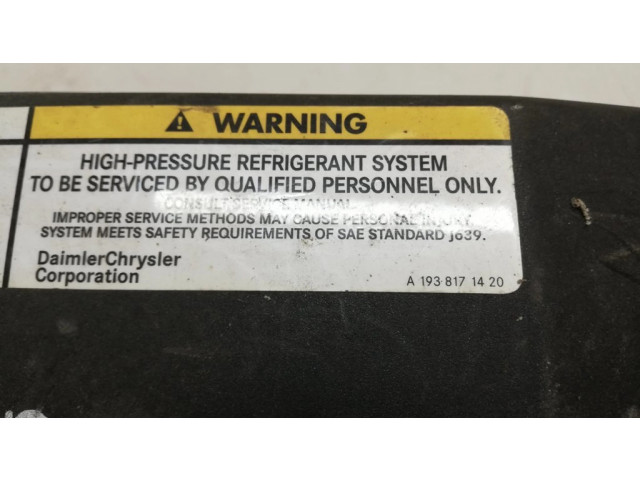 ⚠ WARNING
HIGH-PRESSURE REFRIGERANT SYSTEM
TO BE SERVICED BY QUALIFIED PERSONNEL ONLY.
CONSULT SERVICE MANUAL.
IMPROPER SERVICE METHODS MAY CAUSE PERSONAL INJURY.
SYSTEM MEETS SAFETY REQUIREMENTS OF SAE STANDARD J639.
DaimlerChrysler
Corporation
A 193 817 14 20